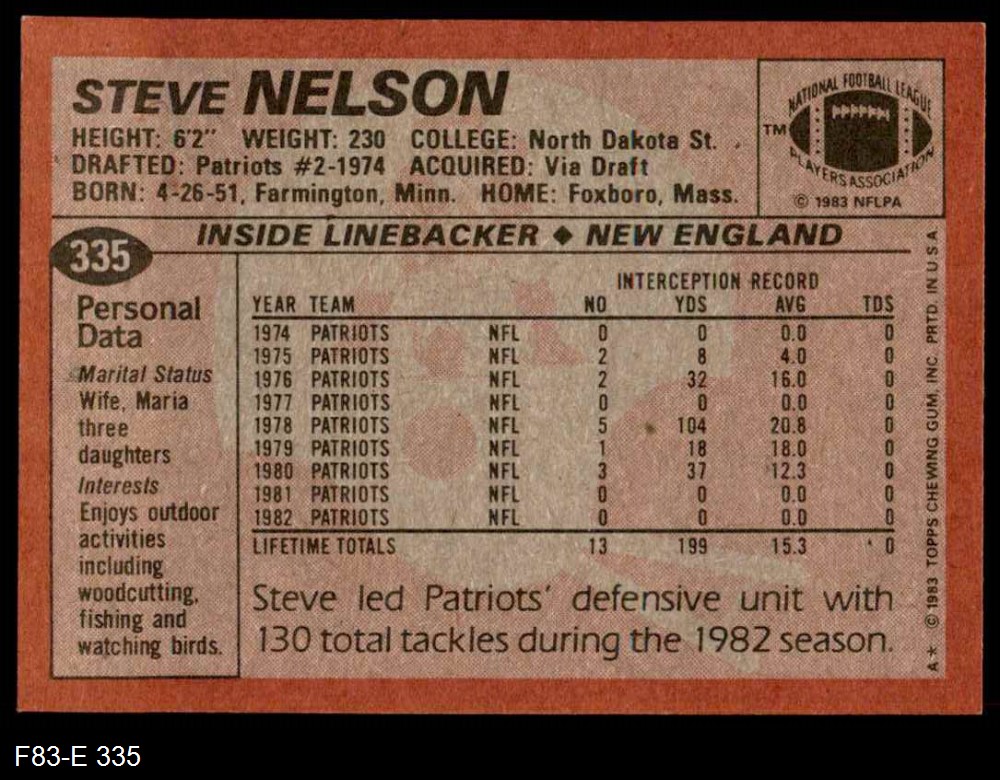 STEVE NELSON
HEIGHT: 6'2" WEIGHT: 230 COLLEGE: North Dakota St.
DRAFTED: Patriots #2-1974 ACQUIRED: Via Draft
BORN: 4-26-51, Farmington, Minn. HOME: Foxboro, Mass.
NATIONAL FOOTBALL LEAGUE
TM
PLAYERS ASSOCIATION
© 1983 NFLPA
335
INSIDE LINEBACKER ♦ NEW ENGLAND
Personal
Data
Marital Status
Wife, Maria
three
daughters
Interests
Enjoys outdoor
activities
including
woodcutting,
fishing and
watching birds.
INTERCEPTION RECORD
YEAR TEAM NO YDS AVG TDS
1974 PATRIOTS NFL 0 0 0.0 0
1975 PATRIOTS NFL 2 8 4.0 0
1976 PATRIOTS NFL 2 32 16.0 0
1977 PATRIOTS NFL 0 0 0.0 0
1978 PATRIOTS NFL 5 104 20.8 0
1979 PATRIOTS NFL 1 18 18.0 0
1980 PATRIOTS NFL 3 37 12.3 0
1981 PATRIOTS NFL 0 0 0.0 0
1982 PATRIOTS NFL 0 0 0.0 0
LIFETIME TOTALS 13 199 15.3 0
Steve led Patriots' defensive unit with
130 total tackles during the 1982 season.
A* © 1983 TOPPS CHEWING GUM, INC. PRTD. IN U.S.A.
F83-E 335